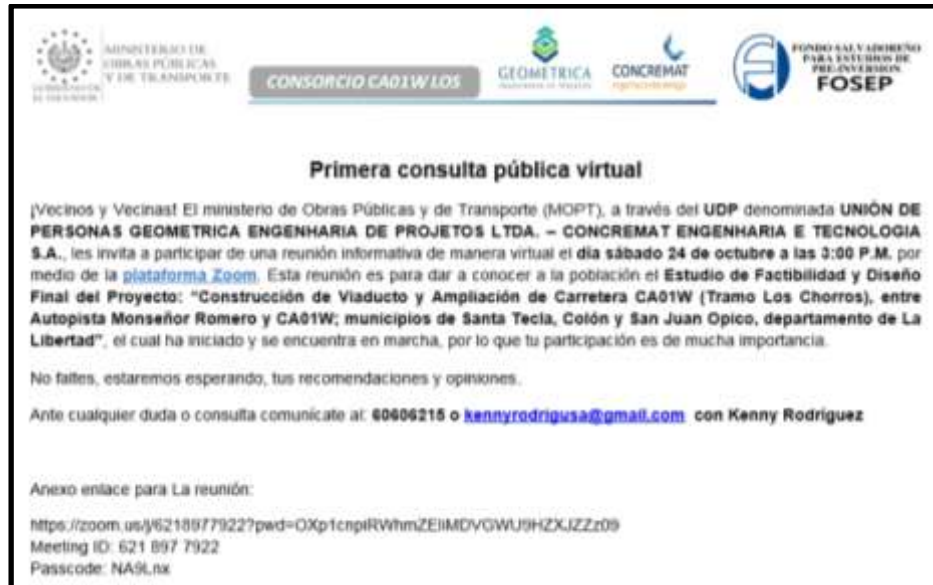 MINISTERIO DE
OBRAS PÚBLICAS
Y DE TRANSPORTE
GOBIERNO DE
EL SALVADOR
CONSORCIO CA01W LOS
GEOMETRICA
CONCREMAT
FONDO SALVADOREÑO
PARA ESTUDIOS DE
PRE-INVERSION
FOSEP
Primera consulta pública virtual
¡Vecinos y Vecinas! El ministerio de Obras Públicas y de Transporte (MOPT), a través del UDP denominada UNIÓN DE
PERSONAS GEOMETRICA ENGENHARIA DE PROJETOS LTDA. – CONCREMAT ENGENHARIA E TECNOLOGIA
S.A., les invita a participar de una reunión informativa de manera virtual el día sábado 24 de octubre a las 3:00 P.M. por
medio de la plataforma Zoom. Esta reunión es para dar a conocer a la población el Estudio de Factibilidad y Diseño
Final del Proyecto: "Construcción de Viaducto y Ampliación de Carretera CA01W (Tramo Los Chorros), entre
Autopista Monseñor Romero y CA01W; municipios de Santa Tecla, Colón y San Juan Opico, departamento de La
Libertad", el cual ha iniciado y se encuentra en marcha, por lo que tu participación es de mucha importancia.
No faltes, estaremos esperando, tus recomendaciones y opiniones.
Ante cualquier duda o consulta comunícate al: 60606215 o kennyrodrigusa@gmail.com con Kenny Rodríguez
Anexo enlace para La reunión:
Meeting ID: 621 897 7922
Passcode: NA9Lnx